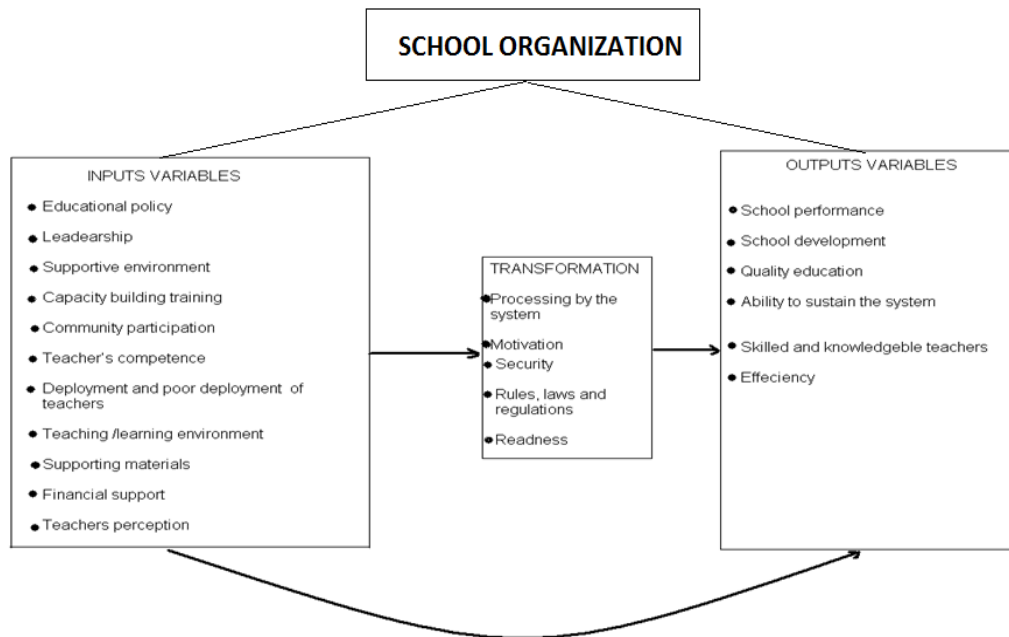 SCHOOL ORGANIZATION
INPUTS VARIABLES
Educational policy
Leadearship
Supportive environment
Capacity building training
Community participation
Teacher's competence
Deployment and poor deployment of
teachers
Teaching /learning environment
Supporting materials
Financial support
Teachers perception
TRANSFORMATION
Processing by the
system
Motivation
Security
Rules, laws and
regulations
Readness
OUTPUTS VARIABLES
School performance
School development
Quality education
Ability to sustain the system
Skilled and knowledgeble teachers
Effeciency